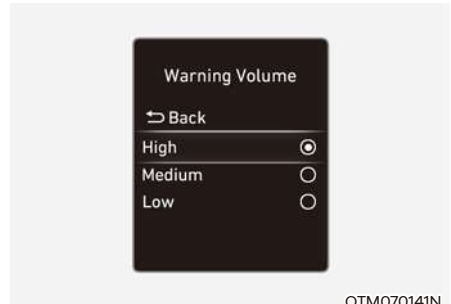 Warning Volume
Back
High
Medium
Low
OTM070141N